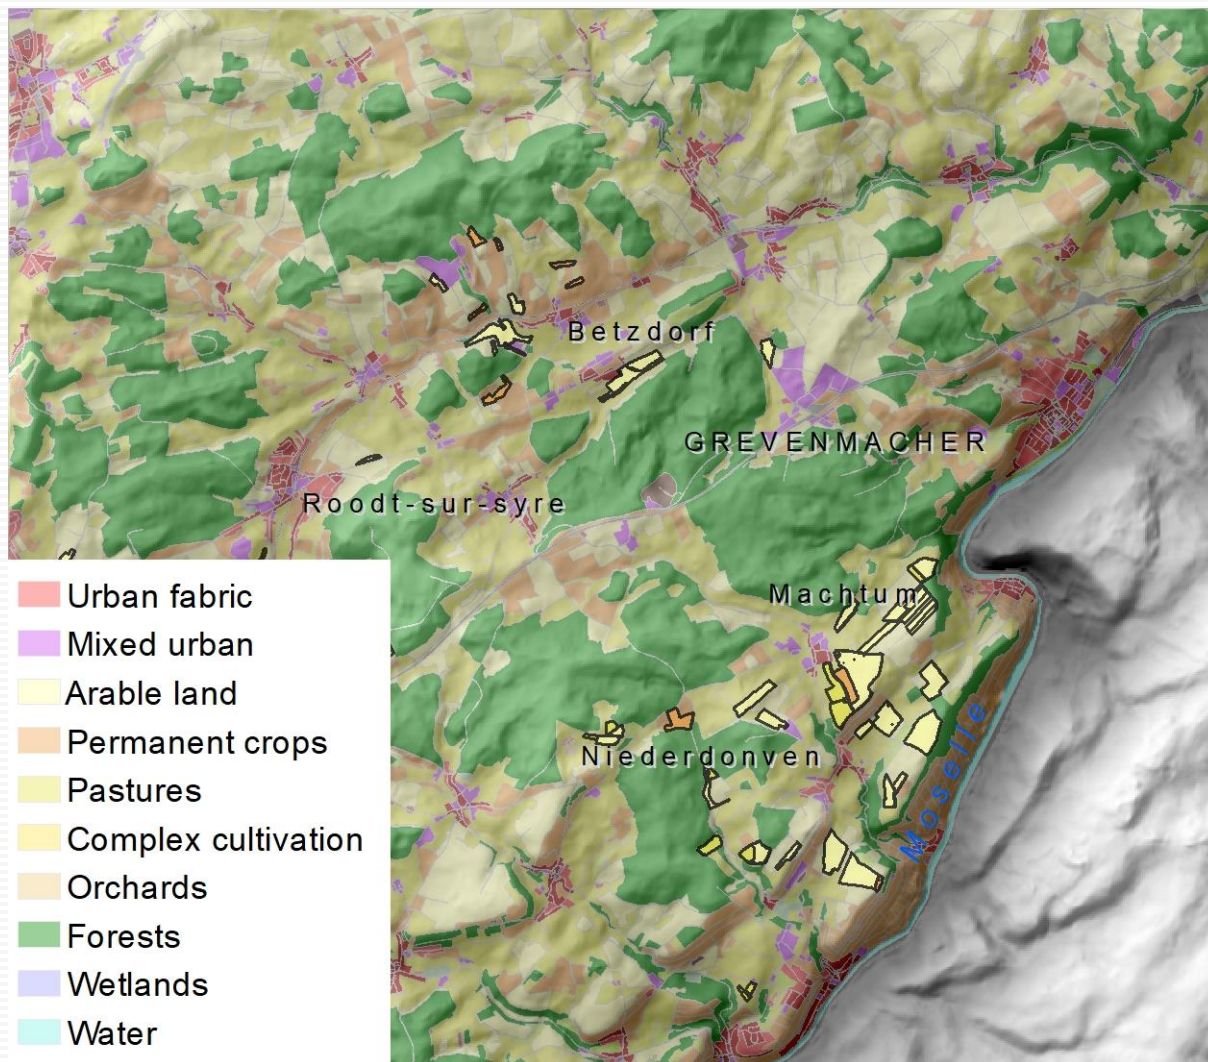 Betzdorf
GREVENMACHER
Roodt-sur-syre
Machtum
Niederdonven
Moselle
Urban fabric
Mixed urban
Arable land
Permanent crops
Pastures
Complex cultivation
Orchards
Forests
Wetlands
Water